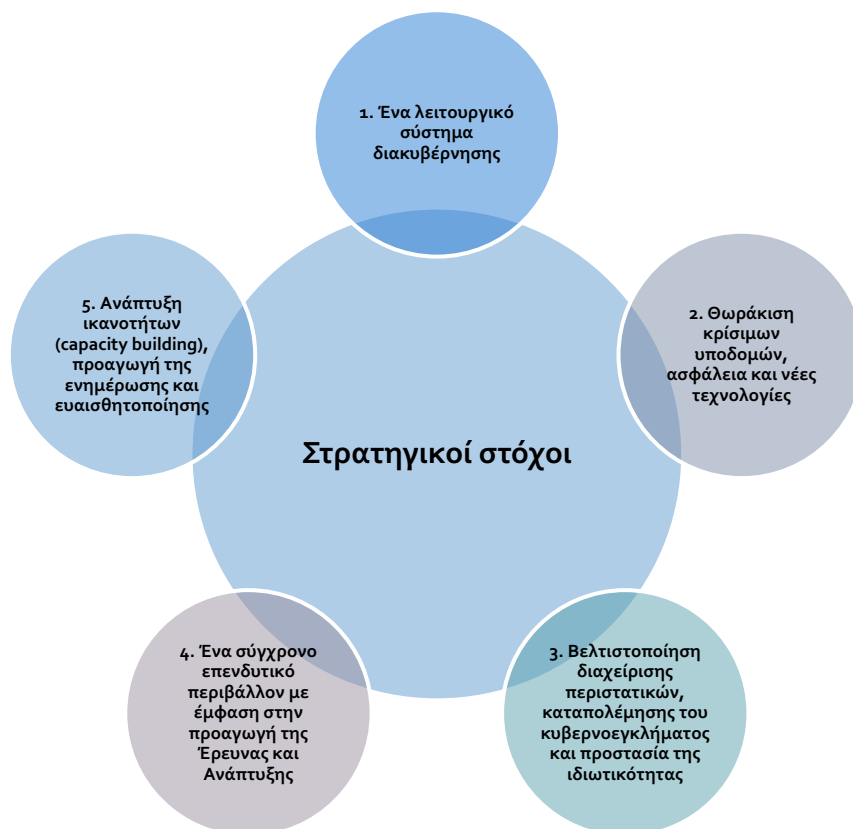 1. Ένα λειτουργικό
σύστημα
διακυβέρνησης
2. Θωράκιση
κρίσιμων
υποδομών,
ασφάλεια και νέες
τεχνολογίες
3. Βελτιστοποίηση
διαχείρισης
περιστατικών,
καταπολέμησης του
κυβερνοεγκλήματος
και προστασία της
ιδιωτικότητας
4. Ένα σύγχρονο
επενδυτικό
περιβάλλον με
έμφαση στην
προαγωγή της
Έρευνας και
Ανάπτυξης
5. Ανάπτυξη
ικανοτήτων
(capacity building),
προαγωγή της
ενημέρωσης και
ευαισθητοποίησης
Στρατηγικοί στόχοι